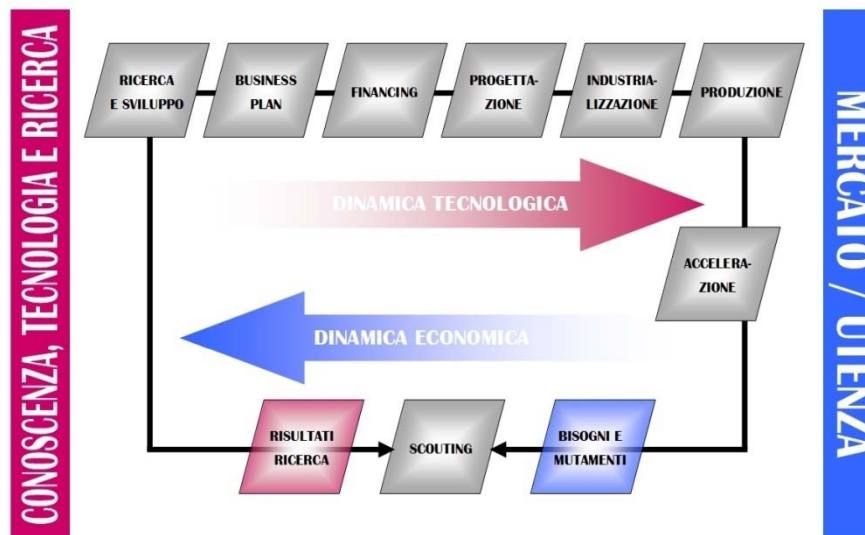 CONOSCENZA, TECNOLOGIA E RICERCA
RICERCA
E SVILUPPO
BUSINESS
PLAN
FINANCING
PROGETTA-
ZIONE
INDUSTRIA-
LIZZAZIONE
PRODUZIONE
DINAMICA TECNOLOGICA
ACCELERA-
ZIONE
DINAMICA ECONOMICA
RISULTATI
RICERCA
SCOUTING
BISOGNI E
MUTAMENTI
MERCATO / UTENZA